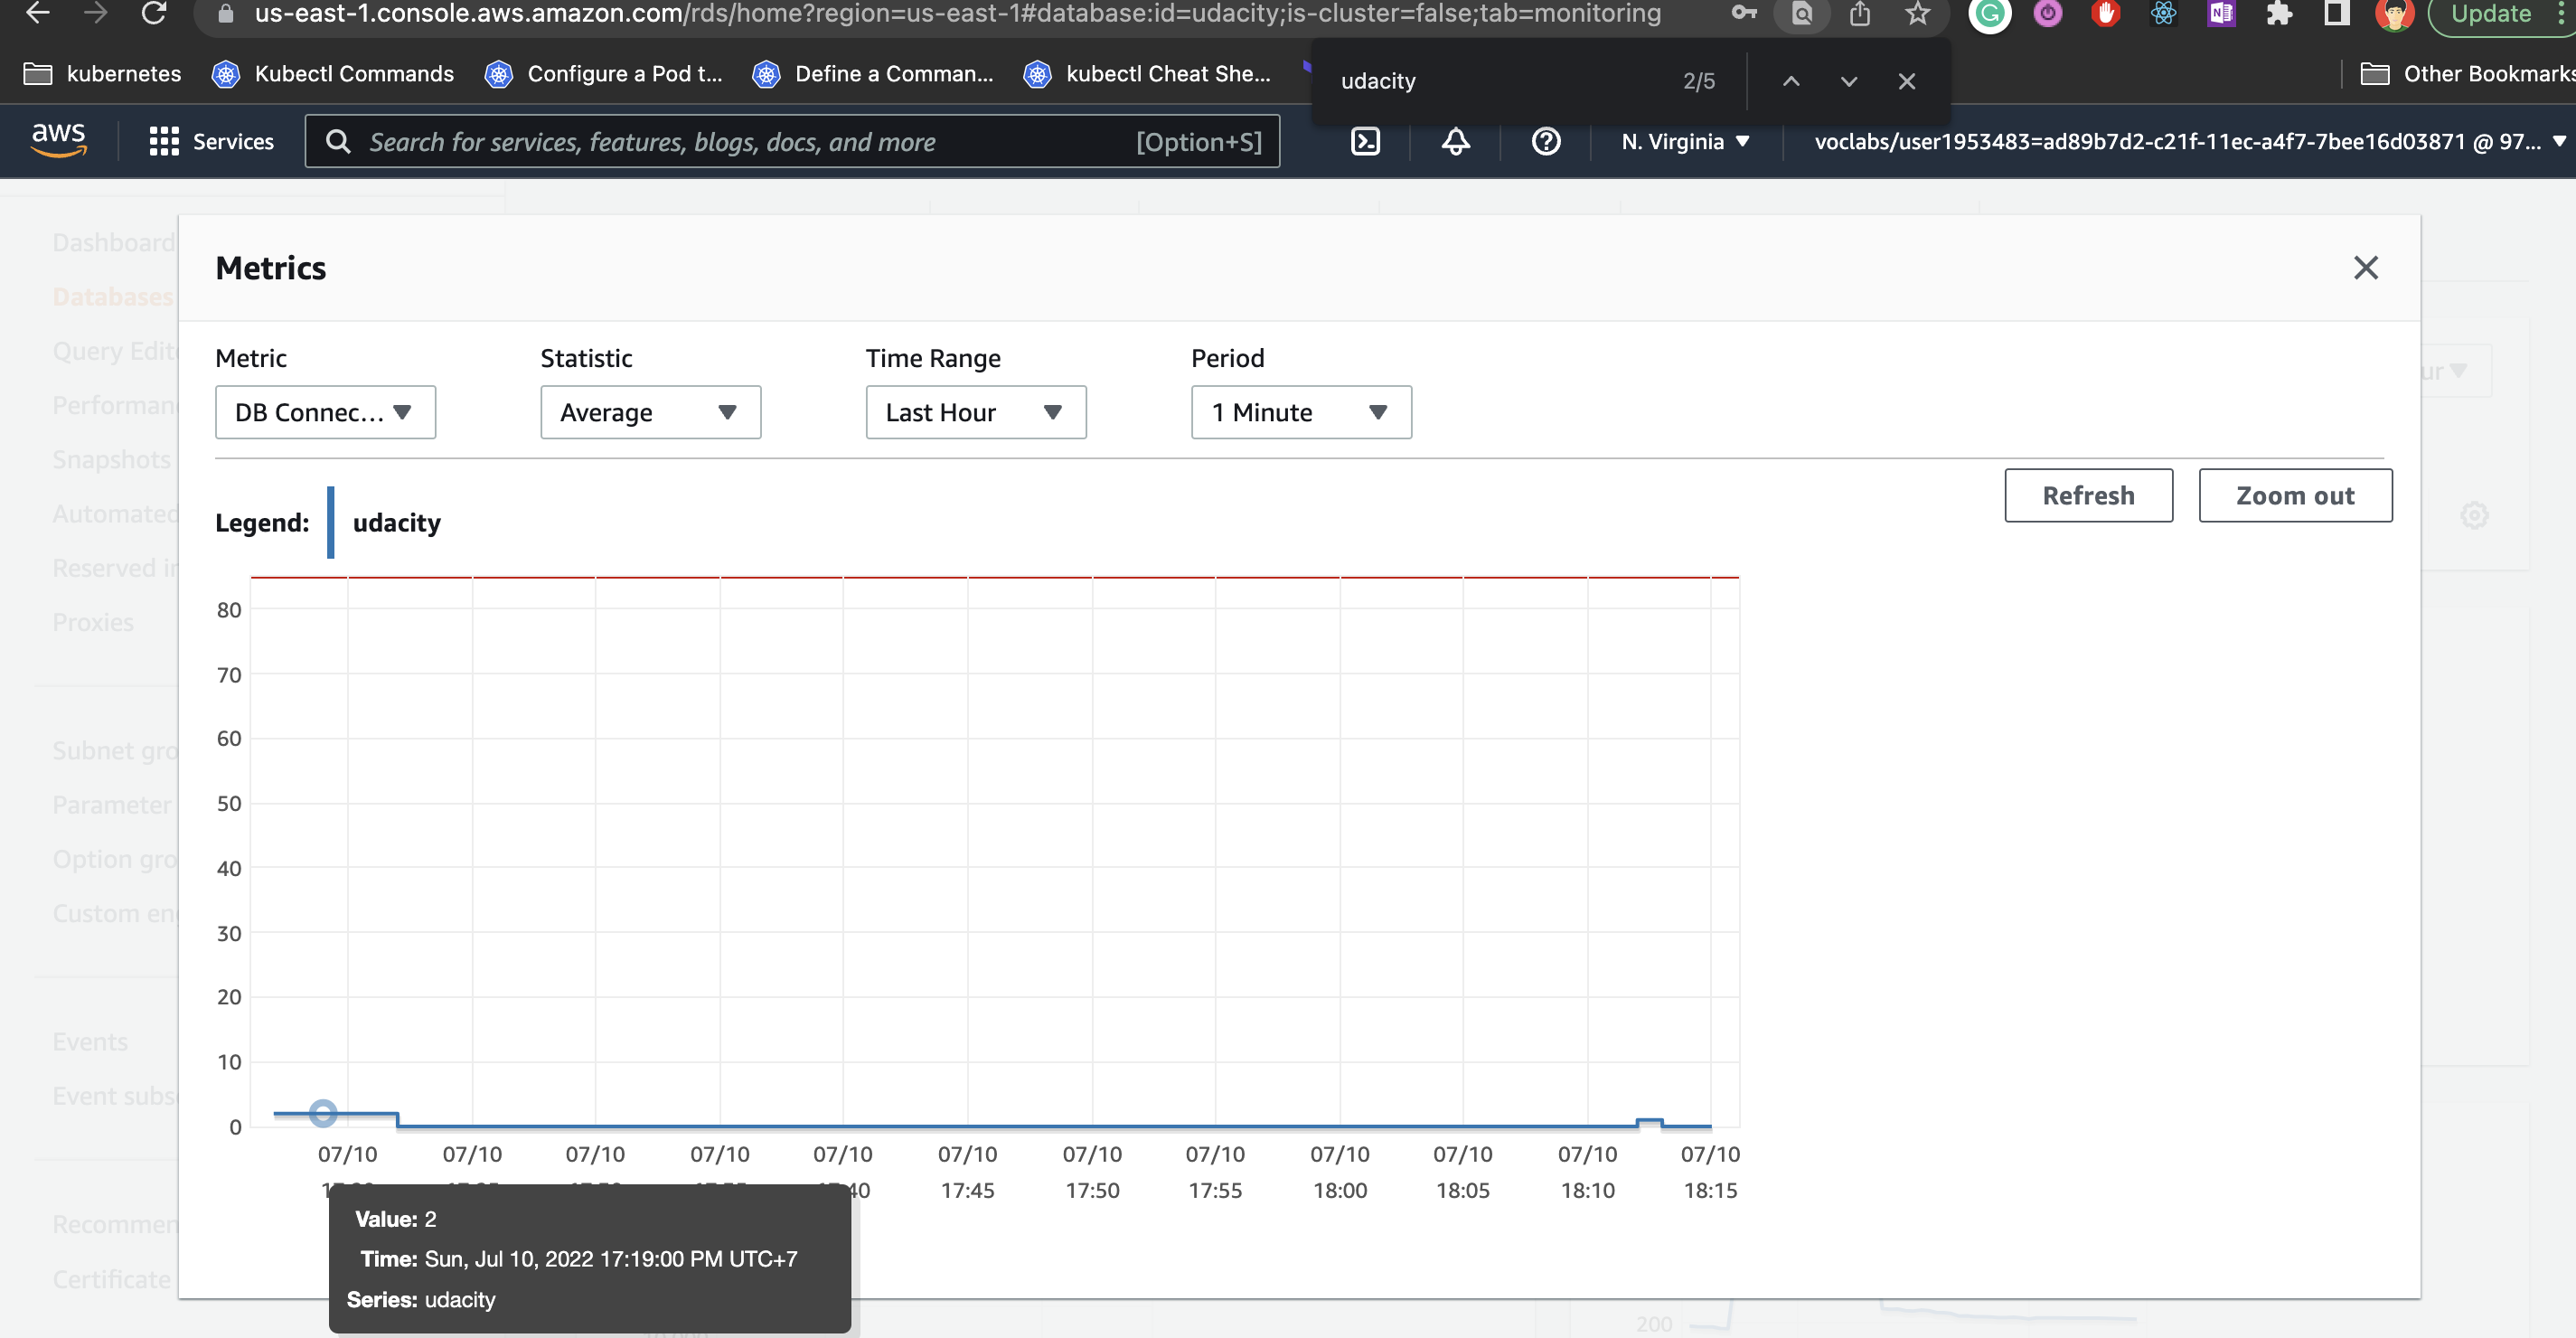 us-east-1.console.aws.amazon.com/rds/home?region=us-east-1#database:id=udacity;is-cluster=false;tab=monitoring
Update
kubernetes
Kubectl Commands
Configure a Pod t...
Define a Comman...
kubectl Cheat She...
udacity
2/5
Other Bookmarks
aws
Services
Search for services, features, blogs, docs, and more
[Option+S]
N. Virginia
voclabs/user1953483=ad89b7d2-c21f-11ec-a4f7-7bee16d03871 @ 97...
Dashboard
Databases
Query Edit
Performan
Snapshots
Automated
Reserved in
Proxies
Subnet gro
Parameter
Option gro
Custom en
Events
Event subs
Recommen
Certificate
Metrics
Metric
Statistic
Time Range
Period
DB Connec...
Average
Last Hour
1 Minute
Refresh
Zoom out
Legend:
udacity
80
70
60
50
40
30
20
10
0
07/10
07/10
07/10
07/10
07/10
07/10
07/10
07/10
07/10
07/10
07/10
07/10
40
17:45
17:50
17:55
18:00
18:05
18:10
18:15
Value: 2
Time: Sun, Jul 10, 2022 17:19:00 PM UTC+7
Series: udacity
200